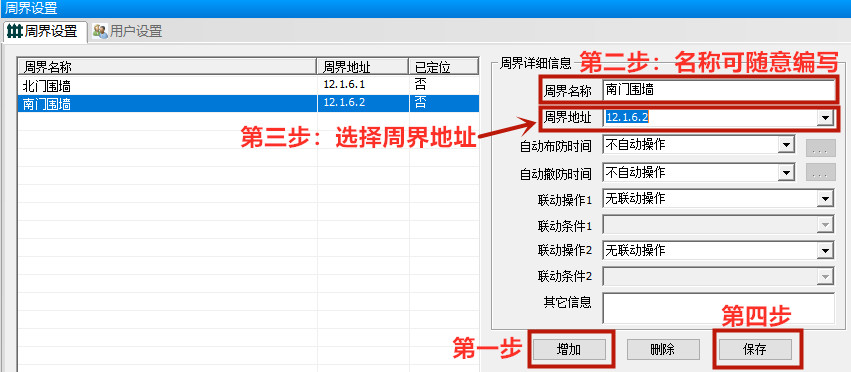 周界设置
周界设置 用户设置
周界名称 周界地址 已定位
北门围墙 12.1.6.1 否
南门围墙 12.1.6.2 否
周界详细信息
第二步：名称可随意编写
周界名称 南门围墙
周界地址 12.1.6.2
第三步：选择周界地址
自动布防时间 不自动操作 ...
自动撤防时间 不自动操作 ...
联动操作1 无联动操作
联动条件1
联动操作2 无联动操作
联动条件2
其它信息
第四步
第一步 增加 删除 保存